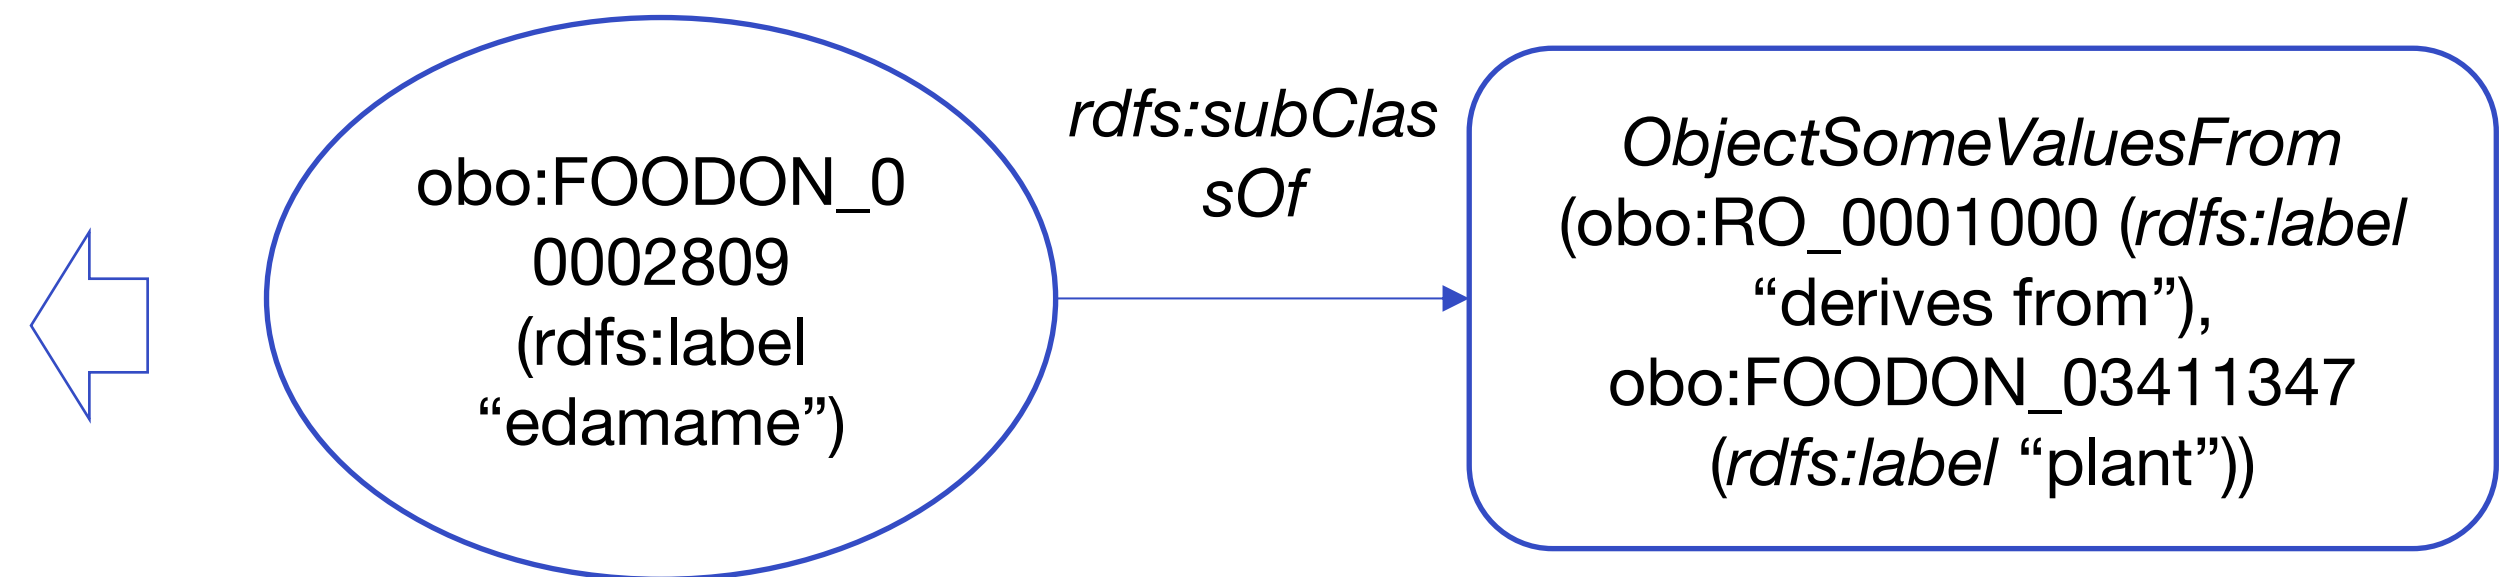 obo:FOODON_0
0002809
(rdfs:label
“edamame”)
rdfs:subClas
sOf
ObjectSomeValuesFrom
(obo:RO_0001000(rdfs:label
“derives from”),
obo:FOODON_03411347
(rdfs:label “plant”))